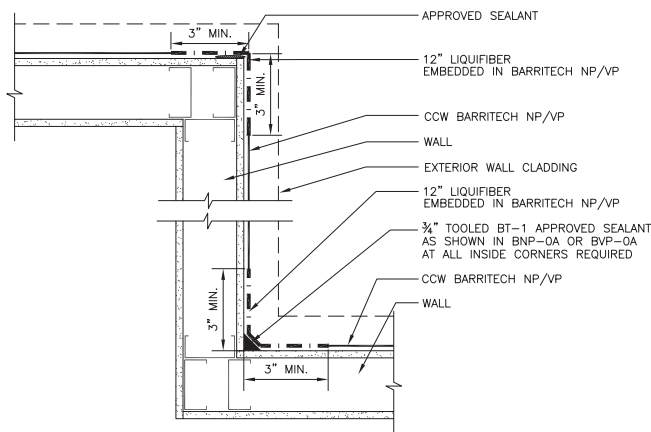 3" MIN.
APPROVED SEALANT
12" LIQUIFIBER
EMBEDDED IN BARRITECH NP/VP
3" MIN.
CCW BARRITECH NP/VP
WALL
EXTERIOR WALL CLADDING
12" LIQUIFIBER
EMBEDDED IN BARRITECH NP/VP
¾" TOOLED BT-1 APPROVED SEALANT
AS SHOWN IN BNP-0A OR BVP-0A
AT ALL INSIDE CORNERS REQUIRED
3" MIN.
CCW BARRITECH NP/VP
WALL
3" MIN.